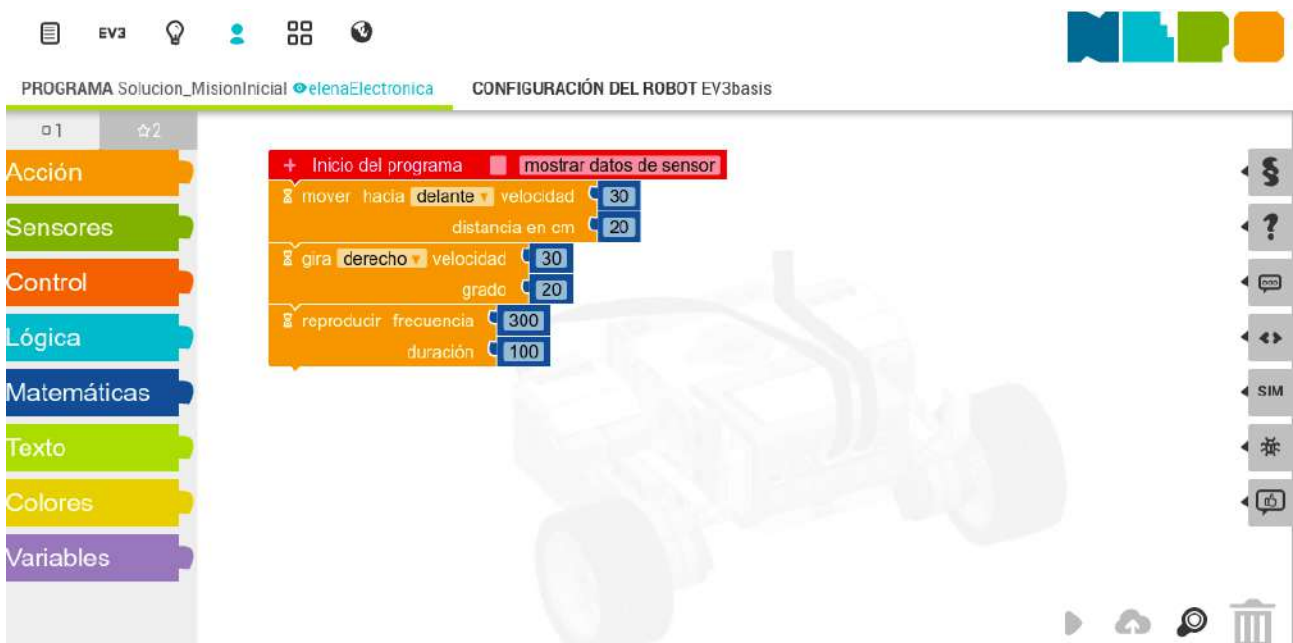 EV3
NEPO
PROGRAMA Solucion_MisionInicial elenaElectronica CONFIGURACIÓN DEL ROBOT EV3basis
1 2
Acción
Sensores
Control
Lógica
Matemáticas
Texto
Colores
Variables
+ Inicio del programa mostrar datos de sensor
mover hacia delante velocidad 30
distancia en cm 20
gira derecho velocidad 30
grado 20
reproducir frecuencia 300
duración 100
§
?
SIM